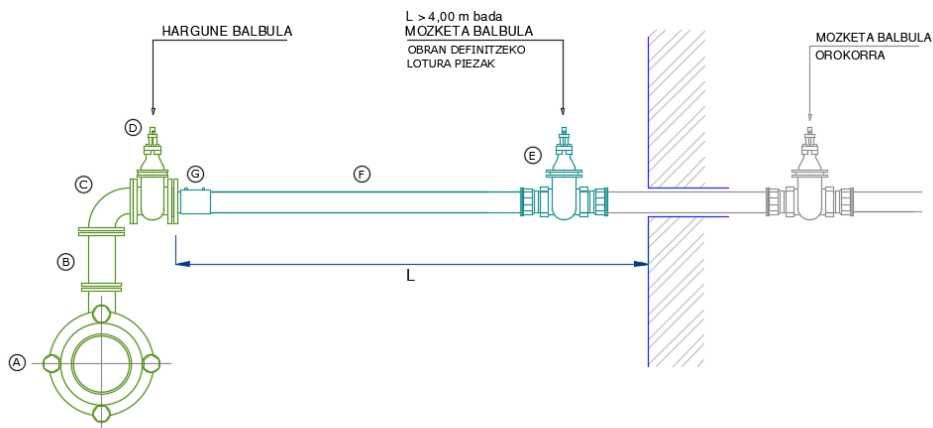 L > 4,00 m bada
HARGUNE BALBULA
MOZKETA BALBULA
OBRAN DEFINITZEKO
LOTURA PIEZAK
MOZKETA BALBULA
OROKORRA
D
E
C
G
F
B
L
A